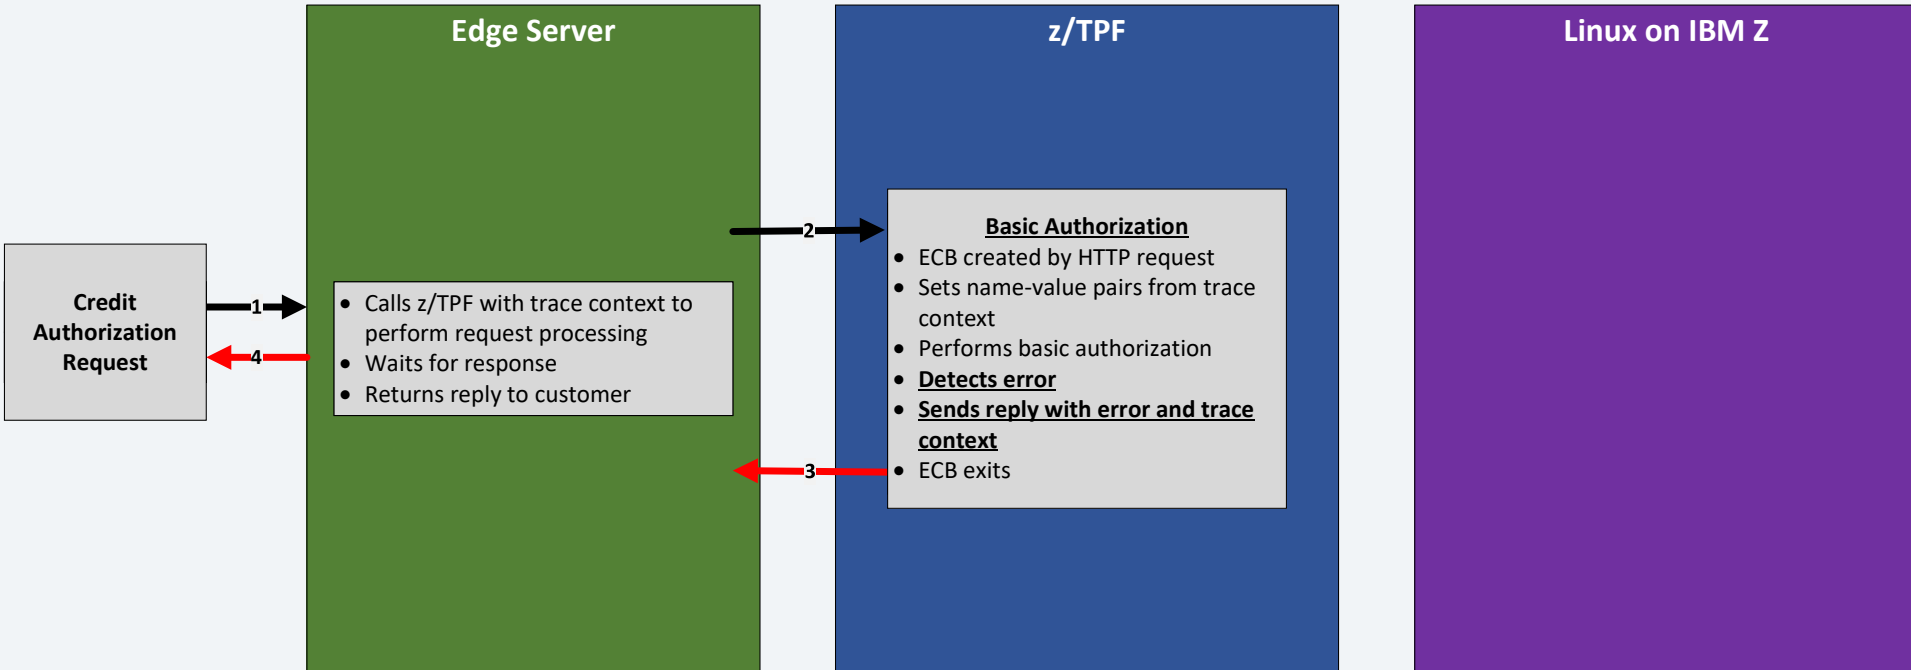 Edge Server
z/TPF
Linux on IBM Z
Credit
Authorization
Request
1
4
• Calls z/TPF with trace context to
perform request processing
• Waits for response
• Returns reply to customer
2
3
Basic Authorization
• ECB created by HTTP request
• Sets name-value pairs from trace
context
• Performs basic authorization
• Detects error
• Sends reply with error and trace
context
• ECB exits